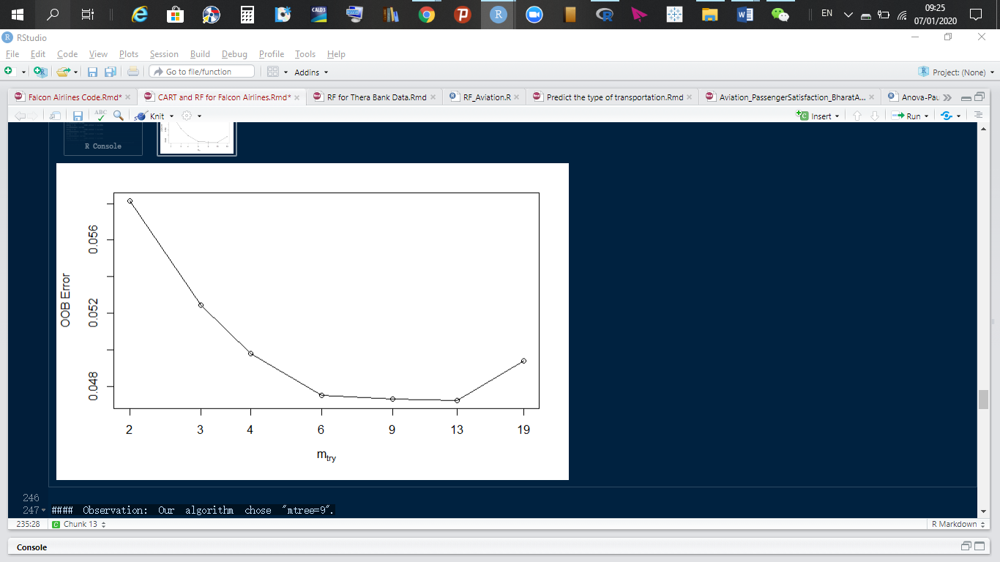 CALD3
EN
09:25
07/01/2020
RStudio
File Edit Code View Plots Session Build Debug Profile Tools Help
Go to file/function
Addins
Project: (None)
Falcon Airlines Code.Rmd*
CART and RF for Falcon Airlines.Rmd*
RF for Thera Bank Data.Rmd
RF_Aviation.R
Predict the type of transportation.Rmd
Aviation_PassengerSatisfaction_BharatA...
Anova-Pau
ABC
Knit
Insert
Run
R Console
OOB Error
0.056
0.052
0.048
2 3 4 6 9 13 19
mtry
246
247 #### Observation: Our algorithm chose "mtree=9".
235:28 Chunk 13
R Markdown
Console